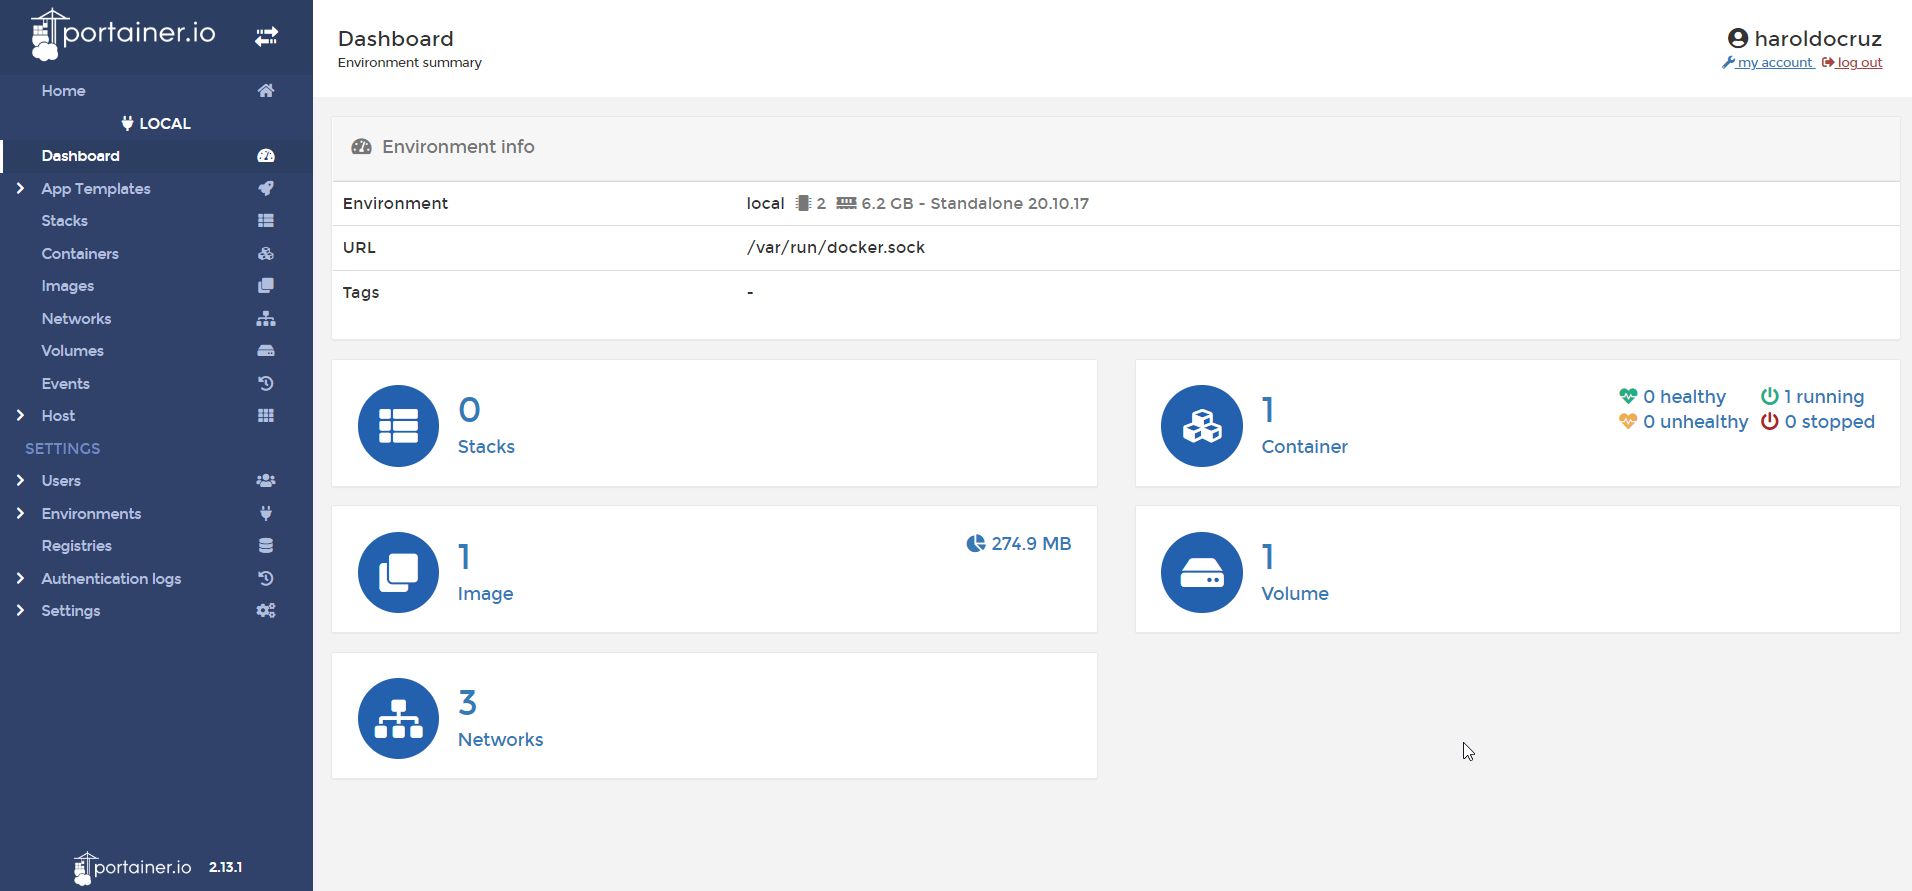 portainer.io
Home
LOCAL
Dashboard
App Templates
Stacks
Containers
Images
Networks
Volumes
Events
Host
SETTINGS
Users
Environments
Registries
Authentication logs
Settings
portainer.io 2.13.1
Dashboard
Environment summary
haroldocruz
my account log out
Environment info
Environment local 2 6.2 GB - Standalone 20.10.17
URL /var/run/docker.sock
Tags -
0
Stacks
1
Container
0 healthy 1 running
0 unhealthy 0 stopped
1
Image
274.9 MB
1
Volume
3
Networks